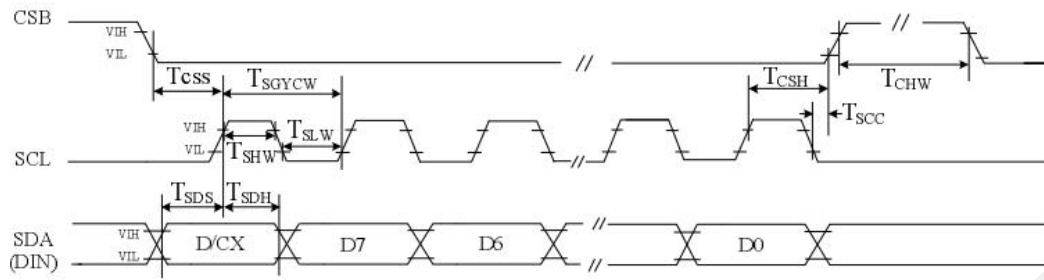 CSB
VIH
VIL
//
//
Tcss
TSGYCW
TCSH
TCHW
TSCC
SCL
VIH
VIL
TSHW
TSLW
//
TSDS
TSDH
SDA
(DIN)
VIH
VIL
D/CX
D7
D6
//
//
D0